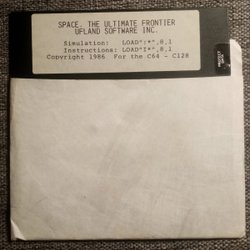 SPACE. THE ULTIMATE FRONTIER
UFLAND SOFTWARE INC.
Simulation: LOAD":*",8,1
Instructions: LOAD"I*",8,1
Copyright 1986 For the C64 - C128